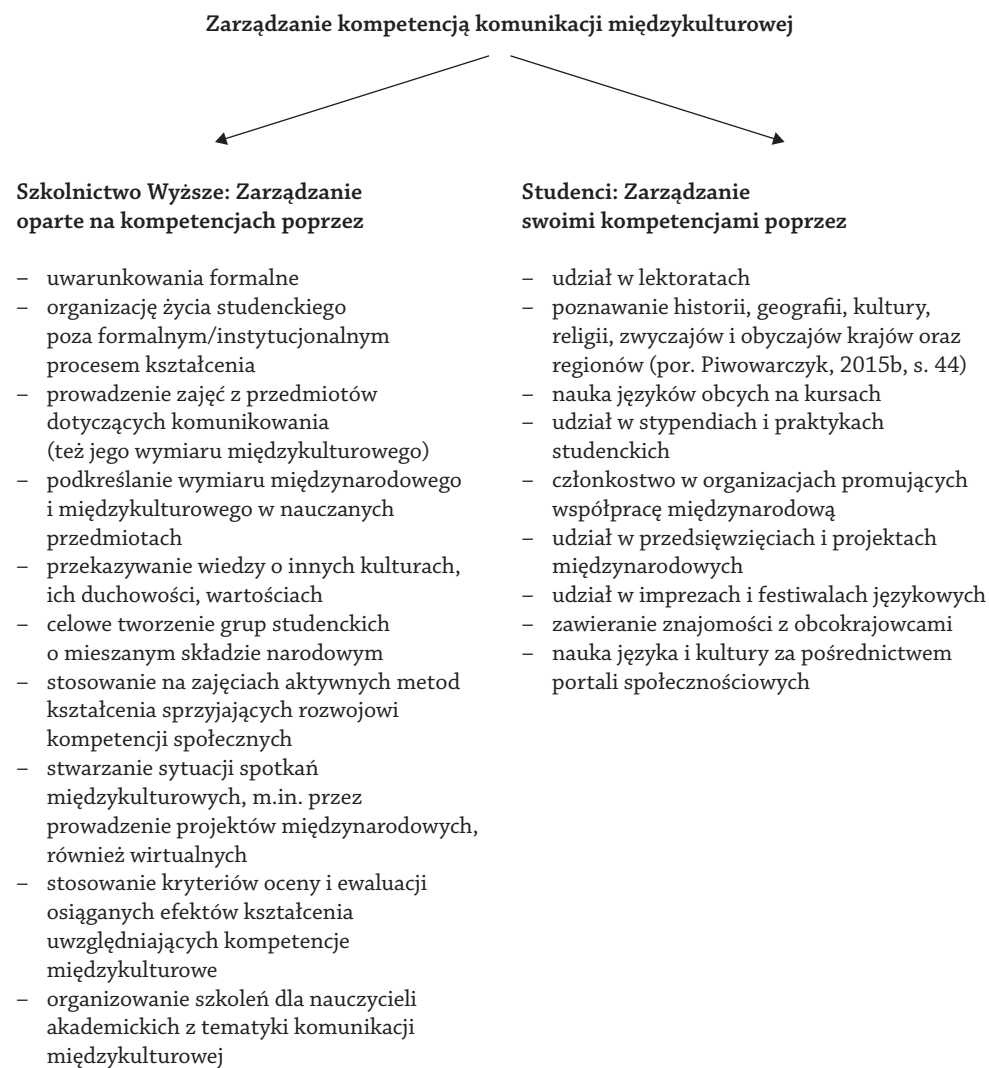 Zarządzanie kompetencją komunikacji międzykulturowej
Szkolnictwo Wyższe: Zarządzanie
oparte na kompetencjach poprzez
– uwarunkowania formalne
– organizację życia studenckiego
poza formalnym/instytucjonalnym
procesem kształcenia
– prowadzenie zajęć z przedmiotów
dotyczących komunikowania
(też jego wymiaru międzykulturowego)
– podkreślanie wymiaru międzynarodowego
i międzykulturowego w nauczanych
przedmiotach
– przekazywanie wiedzy o innych kulturach,
ich duchowości, wartościach
– celowe tworzenie grup studenckich
o mieszanym składzie narodowym
– stosowanie na zajęciach aktywnych metod
kształcenia sprzyjających rozwojowi
kompetencji społecznych
– stwarzanie sytuacji spotkań
międzykulturowych, m.in. przez
prowadzenie projektów międzynarodowych,
również wirtualnych
– stosowanie kryteriów oceny i ewaluacji
osiąganych efektów kształcenia
uwzględniających kompetencje
międzykulturowe
– organizowanie szkoleń dla nauczycieli
akademickich z tematyki komunikacji
międzykulturowej
Studenci: Zarządzanie
swoimi kompetencjami poprzez
– udział w lektoratach
– poznawanie historii, geografii, kultury,
religii, zwyczajów i obyczajów krajów oraz
regionów (por. Piwowarczyk, 2015b, s. 44)
– nauka języków obcych na kursach
– udział w stypendiach i praktykach
studenckich
– członkostwo w organizacjach promujących
współpracę międzynarodową
– udział w przedsięwzięciach i projektach
międzynarodowych
– udział w imprezach i festiwalach językowych
– zawieranie znajomości z obcokrajowcami
– nauka języka i kultury za pośrednictwem
portali społecznościowych